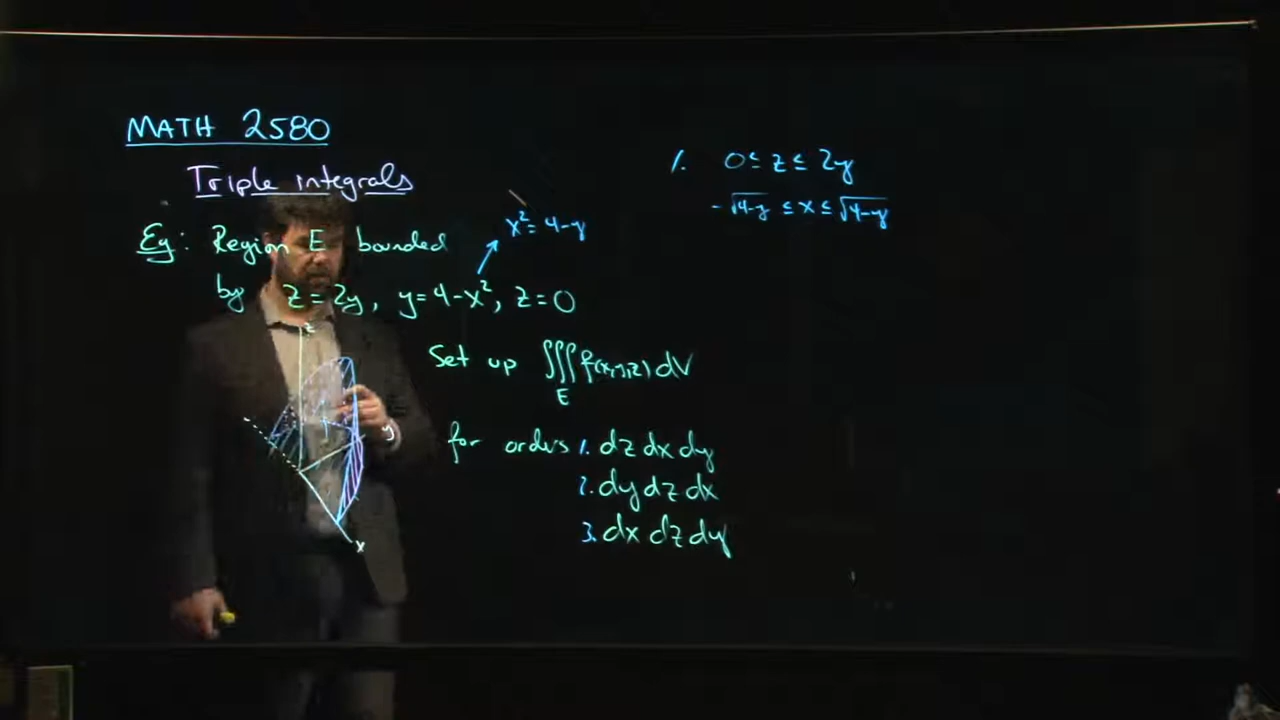 MATH 2580
Triple integrals
Eg: Region E bounded
by z = 2y, y = 4 - x², z = 0
x² = 4 - y
Set up ∭_E f(x,y,z) dV
for orders 1. dz dx dy
2. dy dz dx
3. dx dz dy
z
y
x
1. 0 ≤ z ≤ 2y
-√(4-y) ≤ x ≤ √(4-y)